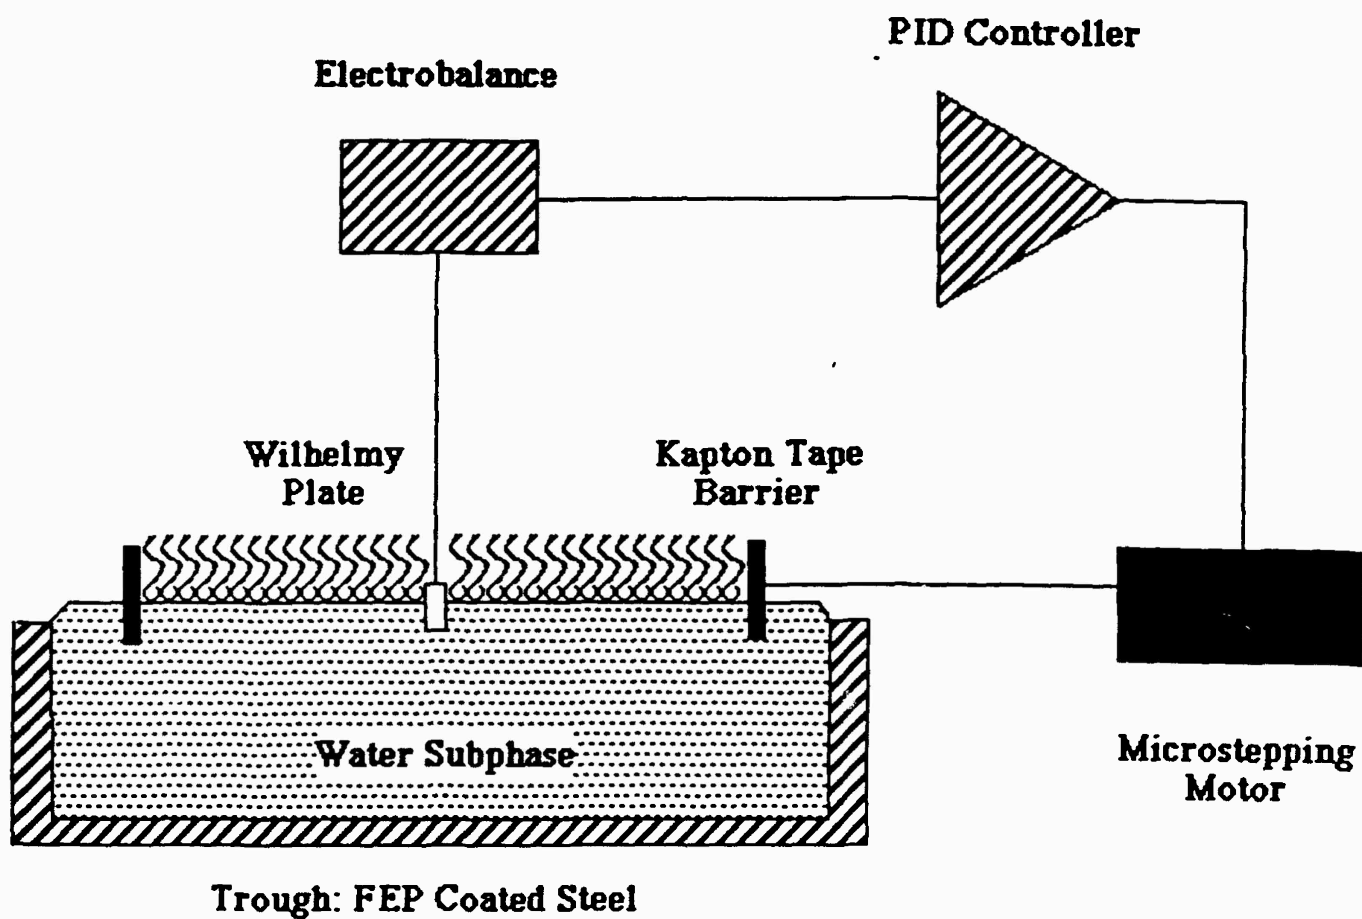 PID Controller
Electrobalance
Wilhelmy
Plate
Kapton Tape
Barrier
Water Subphase
Microstepping
Motor
Trough: FEP Coated Steel